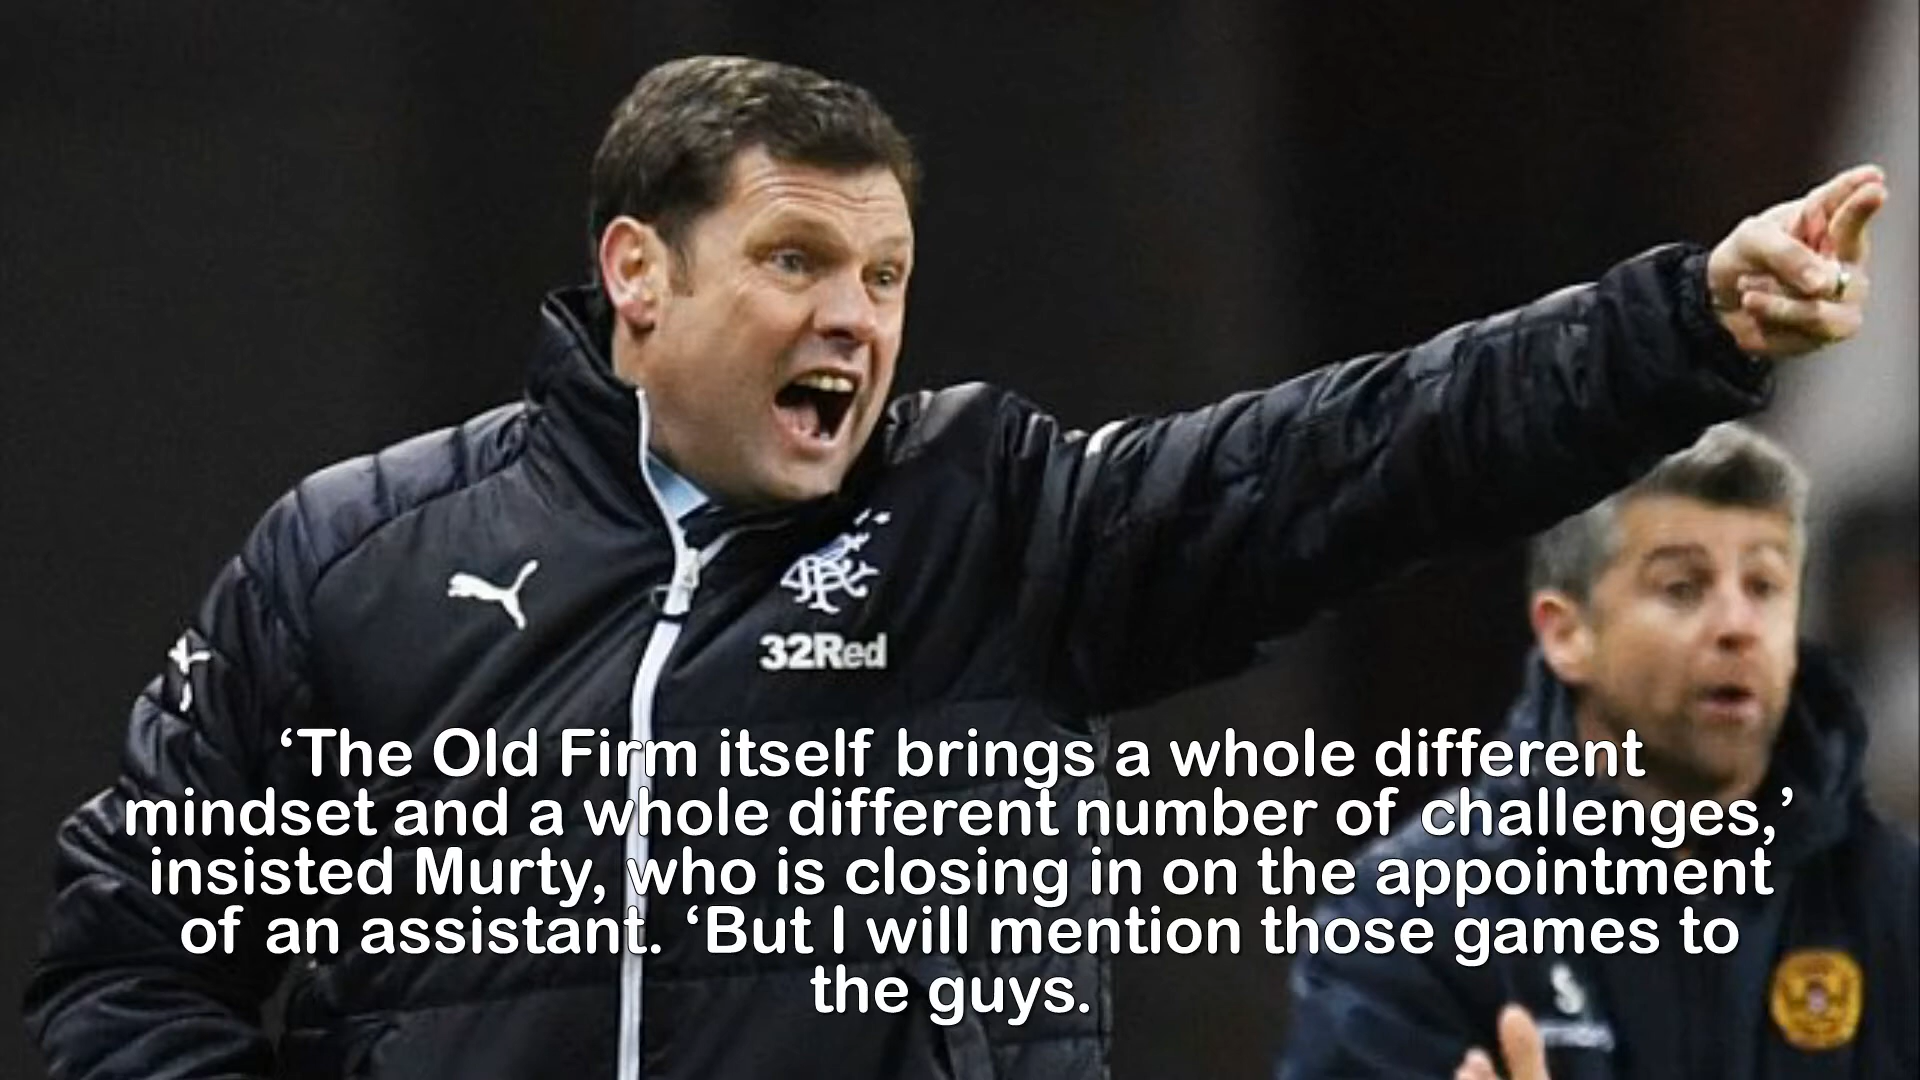 32Red
‘The Old Firm itself brings a whole different
mindset and a whole different number of challenges,’
insisted Murty, who is closing in on the appointment
of an assistant. ‘But I will mention those games to
the guys.